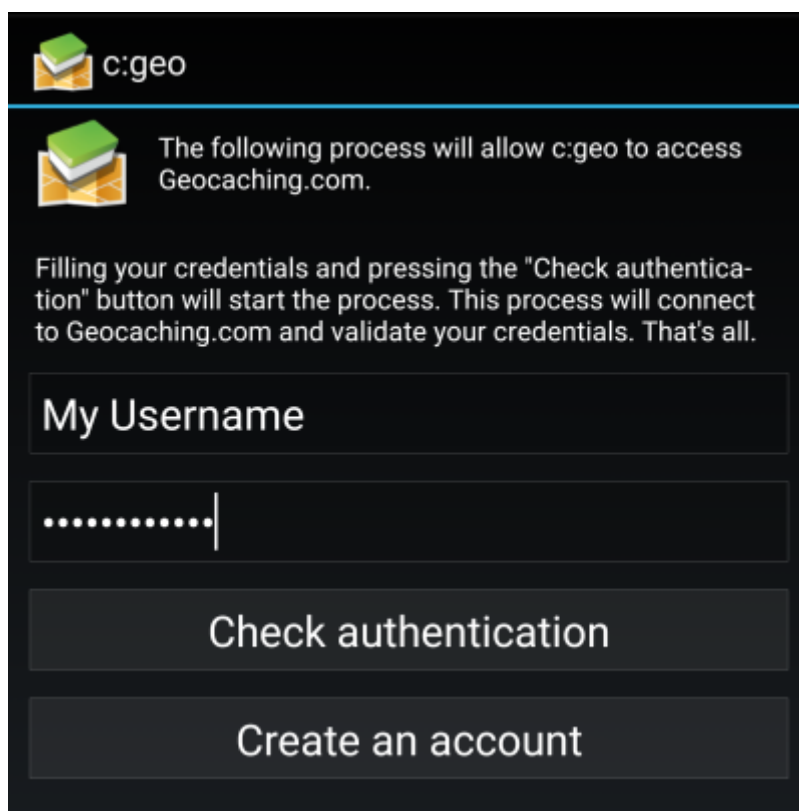 c:geo
The following process will allow c:geo to access
Geocaching.com.
Filling your credentials and pressing the "Check authentica-
tion" button will start the process. This process will connect
to Geocaching.com and validate your credentials. That's all.
My Username
••••••••••••
Check authentication
Create an account